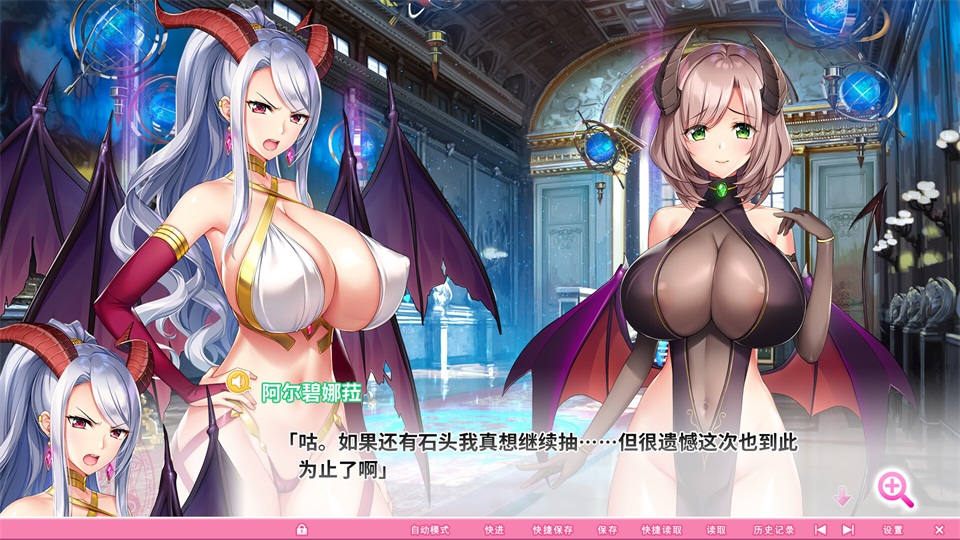 阿尔碧娜菈
「咕。如果还有石头我真想继续抽……但很遗憾这次也到此
为止了啊」
自动模式 快进 快捷保存 保存 快捷读取 读取 历史记录 设置